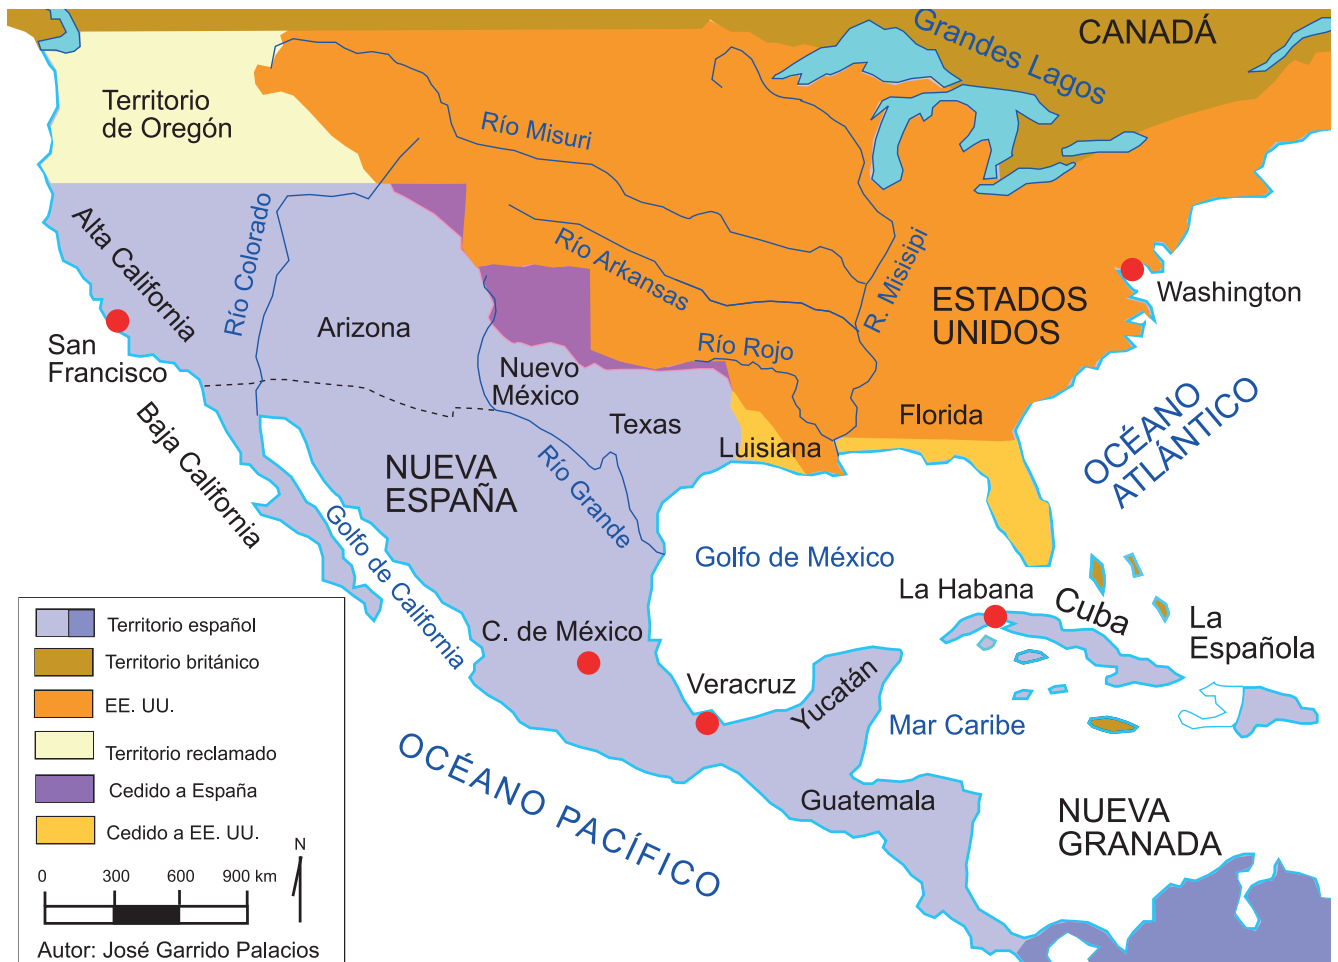 Grandes Lagos
CANADÁ
Territorio
de Oregón
Río Misuri
Alta California
Río Colorado
Río Arkansas
R. Misisipi
ESTADOS
UNIDOS
Washington
San
Francisco
Arizona
Río Rojo
Nuevo
México
Texas
Luisiana
Florida
OCÉANO
ATLÁNTICO
Baja California
NUEVA
ESPAÑA
Río Grande
Golfo de California
Golfo de México
La Habana
Cuba
La
Española
C. de México
Veracruz
Yucatán
Mar Caribe
OCÉANO PACÍFICO
Guatemala
NUEVA
GRANADA
Territorio español
Territorio británico
EE. UU.
Territorio reclamado
Cedido a España
Cedido a EE. UU.
N
0 300 600 900 km
Autor: José Garrido Palacios